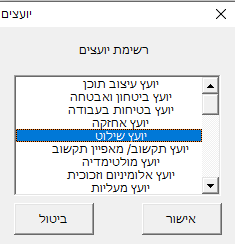 יועצים
רשימת יועצים
יועץ עיצוב תוכן
יועץ ביטחון ואבטחה
יועץ בטיחות בעבודה
יועץ אחזקה
יועץ שילוט
יועץ תקשוב/ מאפיין תקשוב
יועץ מולטימדיה
יועץ אלומיניום וזכוכית
יועץ מעליות
אישור
ביטול